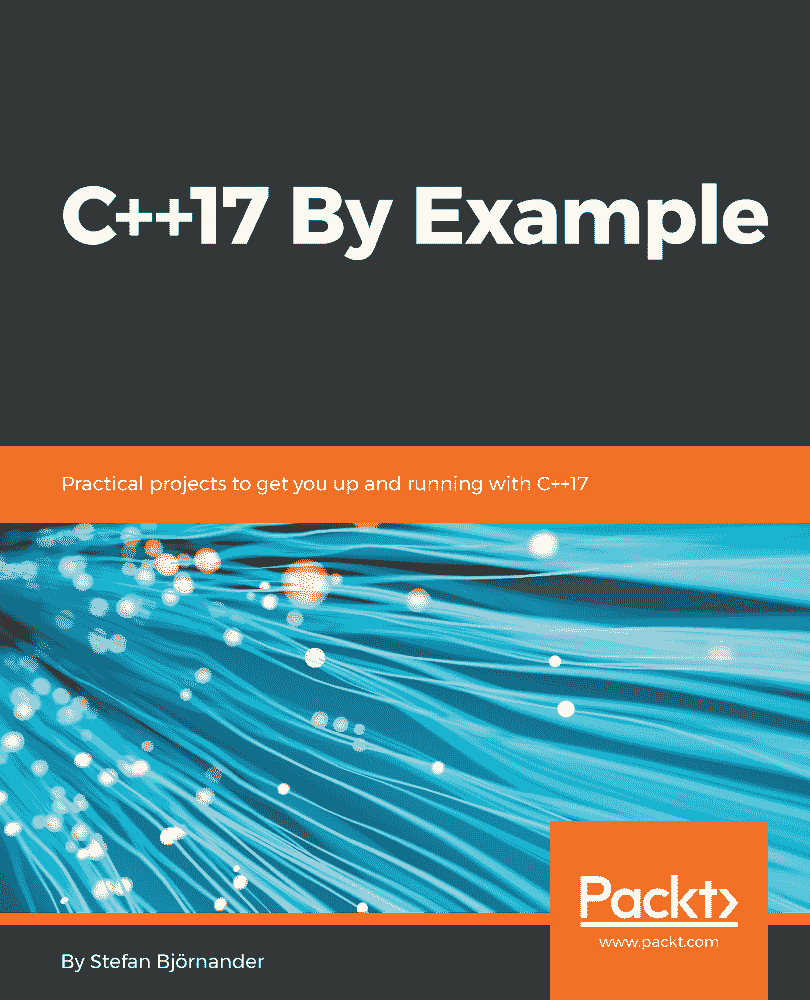 C++17 By Example
Practical projects to get you up and running with C++17
Packt>
www.packt.com
By Stefan Björnander